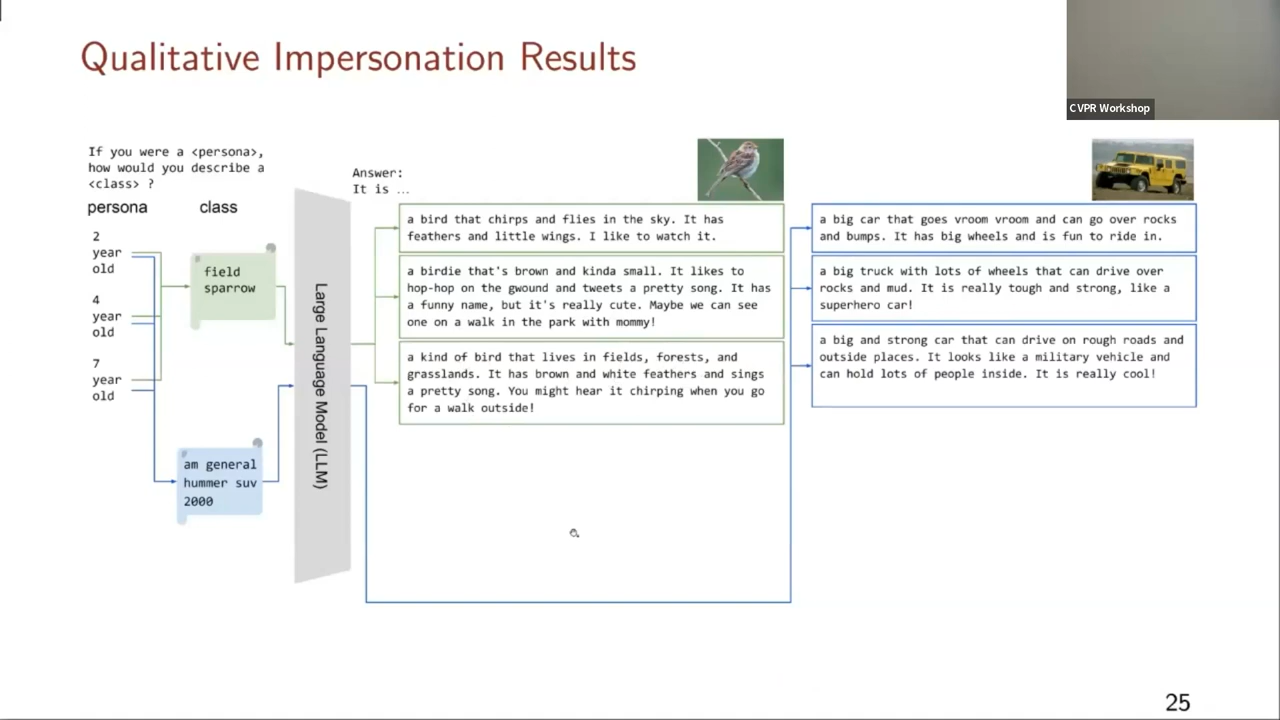 Qualitative Impersonation Results
CVPR Workshop
If you were a <persona>,
how would you describe a
<class> ?
persona
class
2
year
old
4
year
old
7
year
old
field
sparrow
am general
hummer suv
2000
Large Language Model (LLM)
Answer:
It is ...
a bird that chirps and flies in the sky. It has
feathers and little wings. I like to watch it.
a birdie that's brown and kinda small. It likes to
hop-hop on the gwound and tweets a pretty song. It has
a funny name, but it's really cute. Maybe we can see
one on a walk in the park with mommy!
a kind of bird that lives in fields, forests, and
grasslands. It has brown and white feathers and sings
a pretty song. You might hear it chirping when you go
for a walk outside!
a big car that goes vroom vroom and can go over rocks
and bumps. It has big wheels and is fun to ride in.
a big truck with lots of wheels that can drive over
rocks and mud. It is really tough and strong, like a
superhero car!
a big and strong car that can drive on rough roads and
outside places. It looks like a military vehicle and
can hold lots of people inside. It is really cool!
25